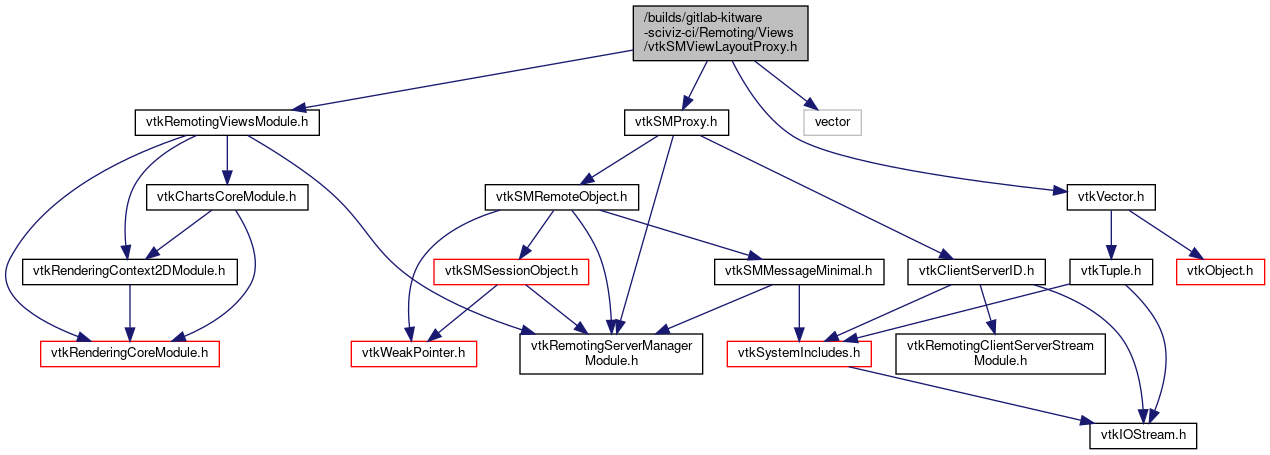 /builds/gitlab-kitware
-sciviz-ci/Remoting/Views
/vtkSMViewLayoutProxy.h
vtkRemotingViewsModule.h
vtkSMProxy.h
vector
vtkChartsCoreModule.h
vtkSMRemoteObject.h
vtkVector.h
vtkRenderingContext2DModule.h
vtkSMSessionObject.h
vtkSMMessageMinimal.h
vtkClientServerID.h
vtkTuple.h
vtkObject.h
vtkRenderingCoreModule.h
vtkWeakPointer.h
vtkRemotingServerManager
Module.h
vtkSystemIncludes.h
vtkRemotingClientServerStream
Module.h
vtkIOStream.h